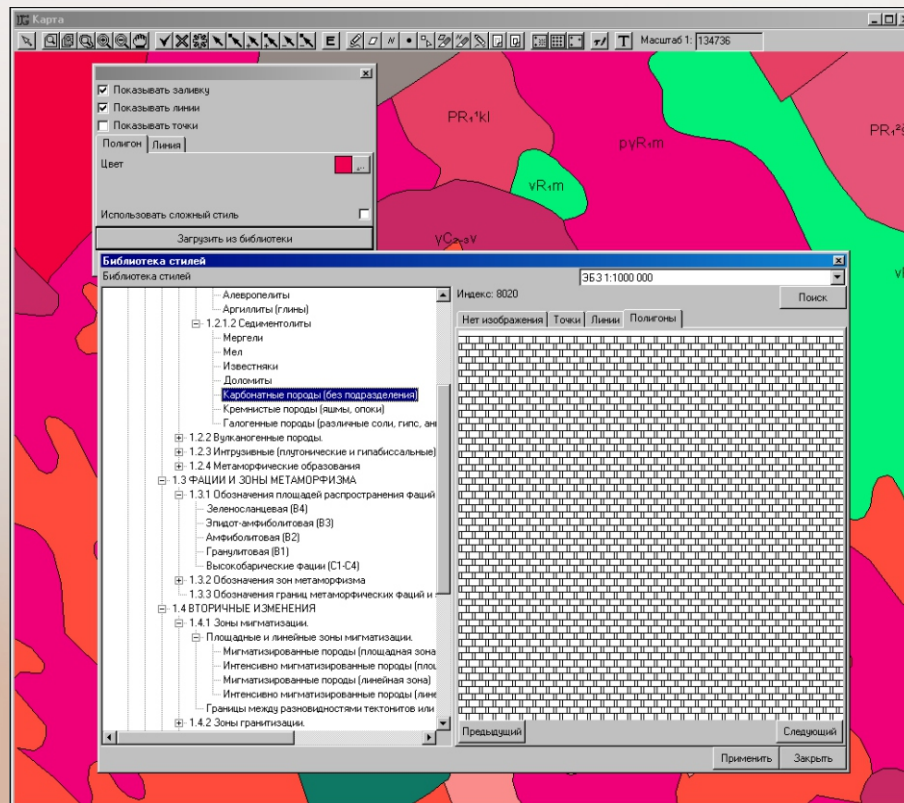 Карта
E
T
Масштаб 1: 134736
Показывать заливку
Показывать линии
Показывать точки
Полигон Линия
Цвет
...
Использовать сложный стиль
Загрузить из библиотеки
PR₁¹kl
pγR₁m
νR₁m
γC₂₋₃v
Библиотека стилей
Библиотека стилей
ЭБЗ 1:1000 000
Индекс: 8020
Поиск
Нет изображения Точки Линии Полигоны
Алевропелиты
Аргиллиты (глины)
1.2.1.2 Седиментолиты
Мергели
Мел
Известняки
Доломиты
Карбонатные породы (без подразделения)
Кремнистые породы (яшмы, опоки)
Галогенные породы (различные соли, гипс, анг
1.2.2 Вулканогенные породы.
1.2.3 Интрузивные (плутонические и гипабиссальные)
1.2.4 Метаморфические образования
1.3 ФАЦИИ И ЗОНЫ МЕТАМОРФИЗМА
1.3.1 Обозначения площадей распространения фаций
Зеленосланцевая (B4)
Эпидот-амфиболитовая (B3)
Амфиболитовая (B2)
Гранулитовая (B1)
Высокобарические фации (C1-C4)
1.3.2 Обозначения зон метаморфизма
1.3.3 Обозначения границ метаморфических фаций и
1.4 ВТОРИЧНЫЕ ИЗМЕНЕНИЯ
1.4.1 Зоны мигматизации.
Площадные и линейные зоны мигматизации.
Мигматизированные породы (площадная зона
Интенсивно мигматизированные породы (площ
Мигматизированные породы (линейная зона)
Интенсивно мигматизированные породы (лине
Границы между разновидностями тектонитов или
1.4.2 Зоны гранитизации.
Предыдущий Следующий
Применить Закрыть